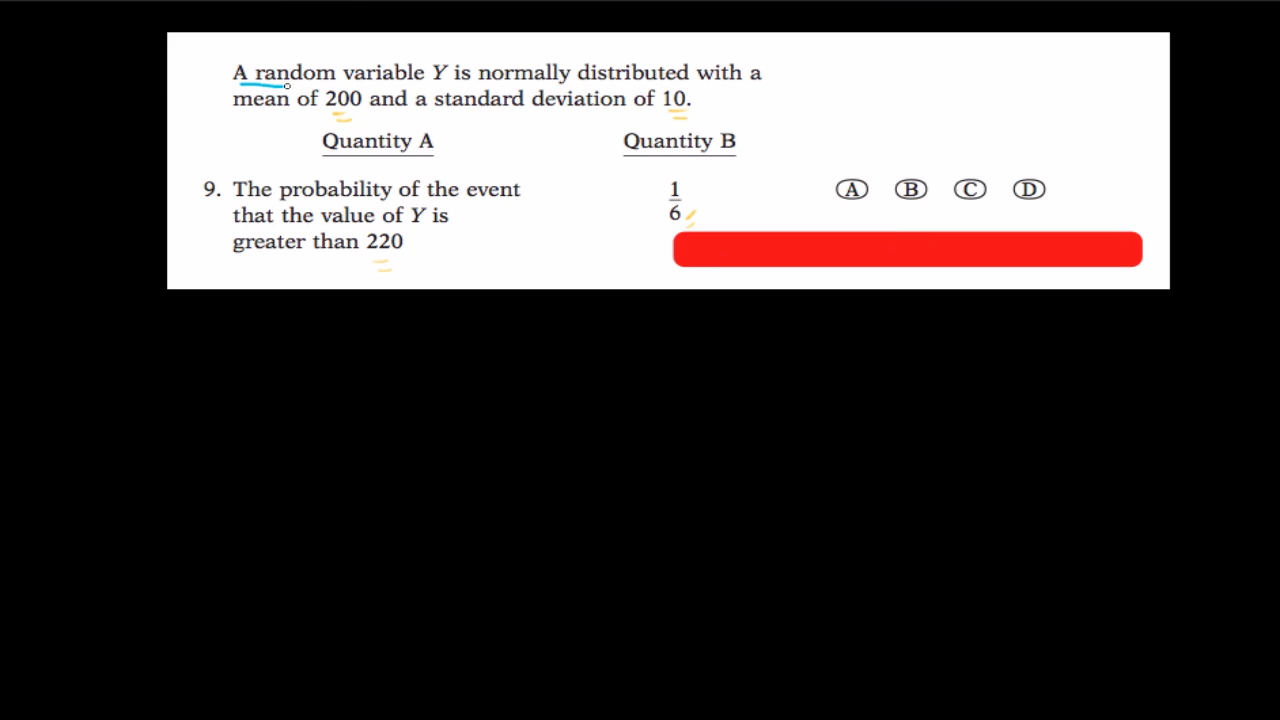 A random variable Y is normally distributed with a
mean of 200 and a standard deviation of 10.
Quantity A Quantity B
9. The probability of the event 1/6 A B C D
that the value of Y is
greater than 220